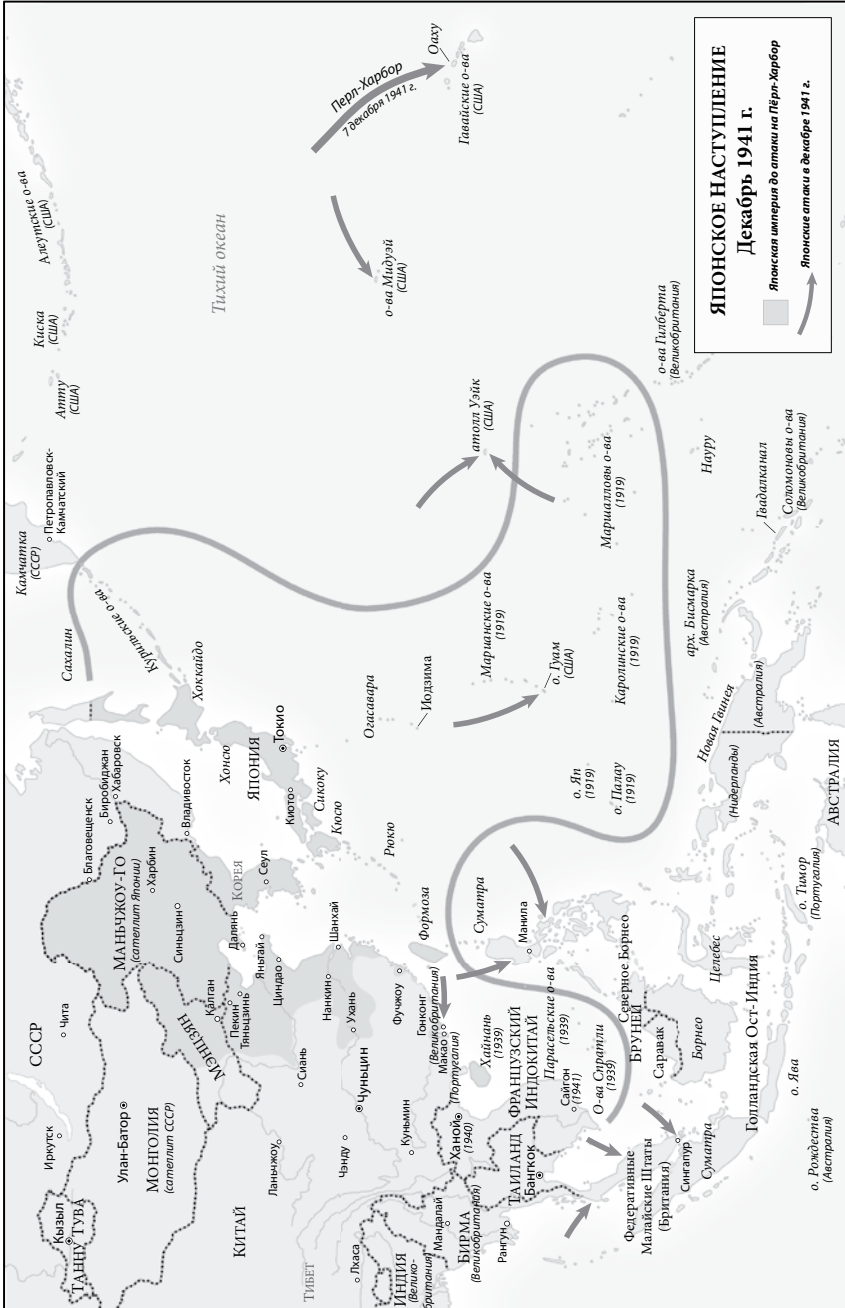 ЯПОНСКОЕ НАСТУПЛЕНИЕ
Декабрь 1941 г.
Японская империя до атаки на Пёрл-Харбор
Японские атаки в декабре 1941 г.
СССР
Иркутск
Чита
Кызыл
ТАННУ ТУВА
Улан-Батор
МОНГОЛИЯ
(сателлит СССР)
Благовещенск
Биробиджан
Хабаровск
МАНЬЧЖОУ-ГО
(сателлит Японии)
Харбин
Синьцзин
Владивосток
МЭНЦЗЯН
Калган
Пекин
Тяньцзинь
Далянь
Яньтай
Циндао
КОРЕЯ
Сеул
Сахалин
Камчатка
(СССР)
Петропавловск-
Камчатский
Курильские о-ва
Хоккайдо
Хонсю
ЯПОНИЯ
Токио
Киото
Сикоку
Кюсю
Атту
(США)
Киска
(США)
Алеутские о-ва
(США)
Тихий океан
Перл-Харбор
7 декабря 1941 г.
Оаху
Гавайские о-ва
(США)
о-ва Мидуэй
(США)
атолл Уэйк
(США)
КИТАЙ
Ланьчжоу
Сиань
Нанкин
Шанхай
Ухань
Чунцин
Чэнду
Куньмин
Фучжоу
ТИБЕТ
Лхаса
ИНДИЯ
(Велико-
британия)
Мандалай
БИРМА
(Великобритания)
Рангун
Ханой
(1940)
Гонконг
(Великобритания)
Макао
(Португалия)
Хайнань
(1939)
Формоза
Рюкю
Огасавара
Иодзима
Марианские о-ва
(1919)
о. Гуам
(США)
Маршалловы о-ва
(1919)
Каролинские о-ва
(1919)
о. Яп
(1919)
о. Палау
(1919)
о-ва Гилберта
(Великобритания)
Науру
Гвадалканал
Соломоновы о-ва
(Великобритания)
арх. Бисмарка
(Австралия)
Новая Гвинея
(Нидерланды)
(Австралия)
АВСТРАЛИЯ
Суматра
Манила
ФРАНЦУЗСКИЙ
ИНДОКИТАЙ
Парасельские о-ва
(1939)
Сайгон
(1941)
О-ва Спратли
(1939)
ТАИЛАНД
Бангкок
Федеративные
Малайские Штаты
(Британия)
Сингапур
Суматра
Северное Борнео
БРУНЕЙ
Саравак
Борнео
Целебес
Голландская Ост-Индия
о. Ява
о. Тимор
(Португалия)
о. Рождества
(Австралия)